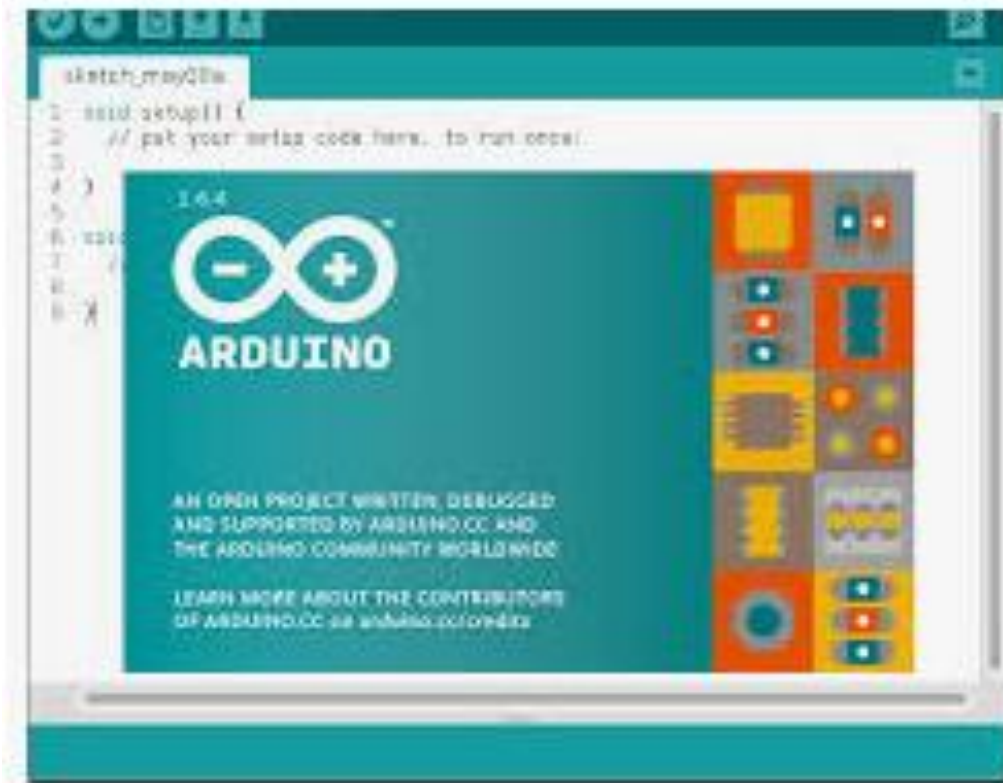 void setup() {
// put your setup code here, to run once:
}
1.6.4
ARDUINO
AN OPEN PROJECT WRITTEN, DEBUGGED
AND SUPPORTED BY ARDUINO.CC AND
THE ARDUINO COMMUNITY WORLDWIDE
LEARN MORE ABOUT THE CONTRIBUTORS
OF ARDUINO.CC on arduino.cc/credits
}